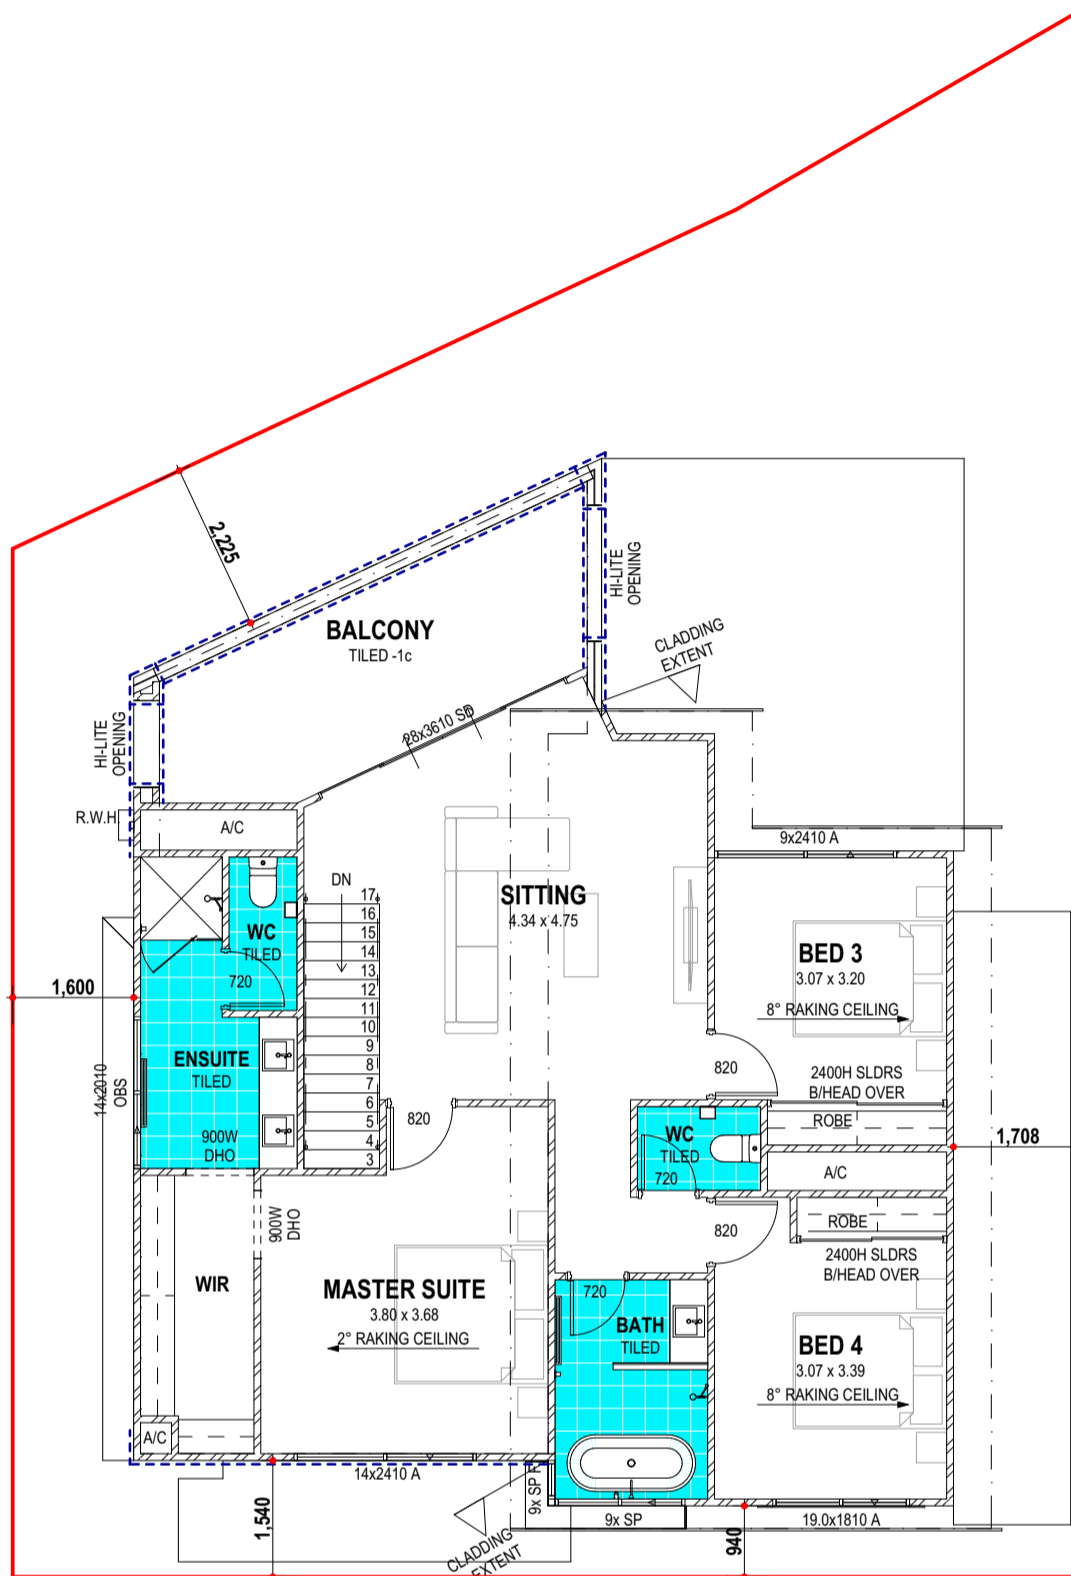 2,225
HI-LITE
OPENING
BALCONY
TILED -1c
CLADDING
EXTENT
HI-LITE
OPENING
28x3610 SD
R.W.H.
A/C
9x2410 A
DN
17
16
15
14
13
12
11
10
9
8
7
6
5
4
3
SITTING
4.34 x 4.75
WC
TILED
720
BED 3
3.07 x 3.20
8° RAKING CEILING
1,600
ENSUITE
TILED
14x2010
OBS
900W
DHO
820
820
2400H SLDRS
B/HEAD OVER
ROBE
WC
TILED
720
1,708
A/C
ROBE
820
2400H SLDRS
B/HEAD OVER
900W
DHO
WIR
MASTER SUITE
3.80 x 3.68
2° RAKING CEILING
720
BATH
TILED
BED 4
3.07 x 3.39
8° RAKING CEILING
A/C
14x2410 A
9x SP F
9x SP
19.0x1810 A
1,540
CLADDING
EXTENT
940